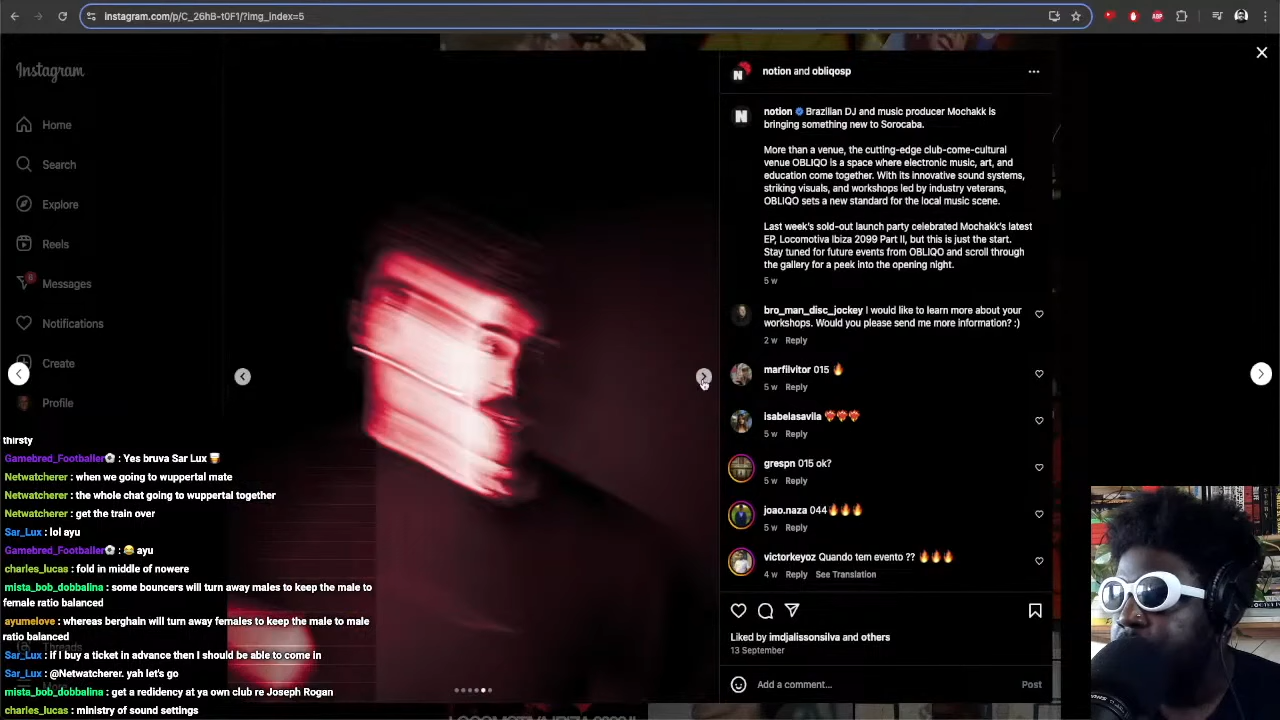 instagram.com/p/C_26hB-t0F1/?img_index=5
ABP
Instagram
Home
Search
Explore
Reels
8
Messages
Notifications
Create
Profile
notion and obliqosp
N
N
notion Brazilian DJ and music producer Mochakk is
bringing something new to Sorocaba.
More than a venue, the cutting-edge club-come-cultural
venue OBLIQO is a space where electronic music, art, and
education come together. With its innovative sound systems,
striking visuals, and workshops led by industry veterans,
OBLIQO sets a new standard for the local music scene.
Last week's sold-out launch party celebrated Mochakk's latest
EP, Locomotiva Ibiza 2099 Part II, but this is just the start.
Stay tuned for future events from OBLIQO and scroll through
the gallery for a peek into the opening night.
5 w
bro_man_disc_jockey I would like to learn more about your
workshops. Would you please send me more information? :)
2 w Reply
marfilvitor 015 🔥
5 w Reply
isabelasavila ❤️‍🔥❤️‍🔥❤️‍🔥
5 w Reply
grespn 015 ok?
5 w Reply
joao.naza 044🔥🔥🔥
5 w Reply
victorkeyoz Quando tem evento ?? 🔥🔥🔥
4 w Reply See Translation
Liked by imdjalissonsilva and others
13 September
Add a comment...
Post
thirsty
Gamebred_Footballer⚽ : Yes bruva Sar Lux 🍺
Netwatcherer : when we going to wuppertal mate
Netwatcherer : the whole chat going to wuppertal together
Netwatcherer : get the train over
Sar_Lux : lol ayu
Gamebred_Footballer⚽ : 😂 ayu
charles_lucas : fold in middle of nowere
mista_bob_dobbalina : some bouncers will turn away males to keep the male to
female ratio balanced
ayumelove : whereas berghain will turn away females to keep the male to male
ratio balanced
Threads
Sar_Lux : If I buy a ticket in advance then I should be able to come in
Sar_Lux : @Netwatcherer. yah let's go
mista_bob_dobbalina : get a redidency at ya own club re Joseph Rogan
charles_lucas : ministry of sound settings